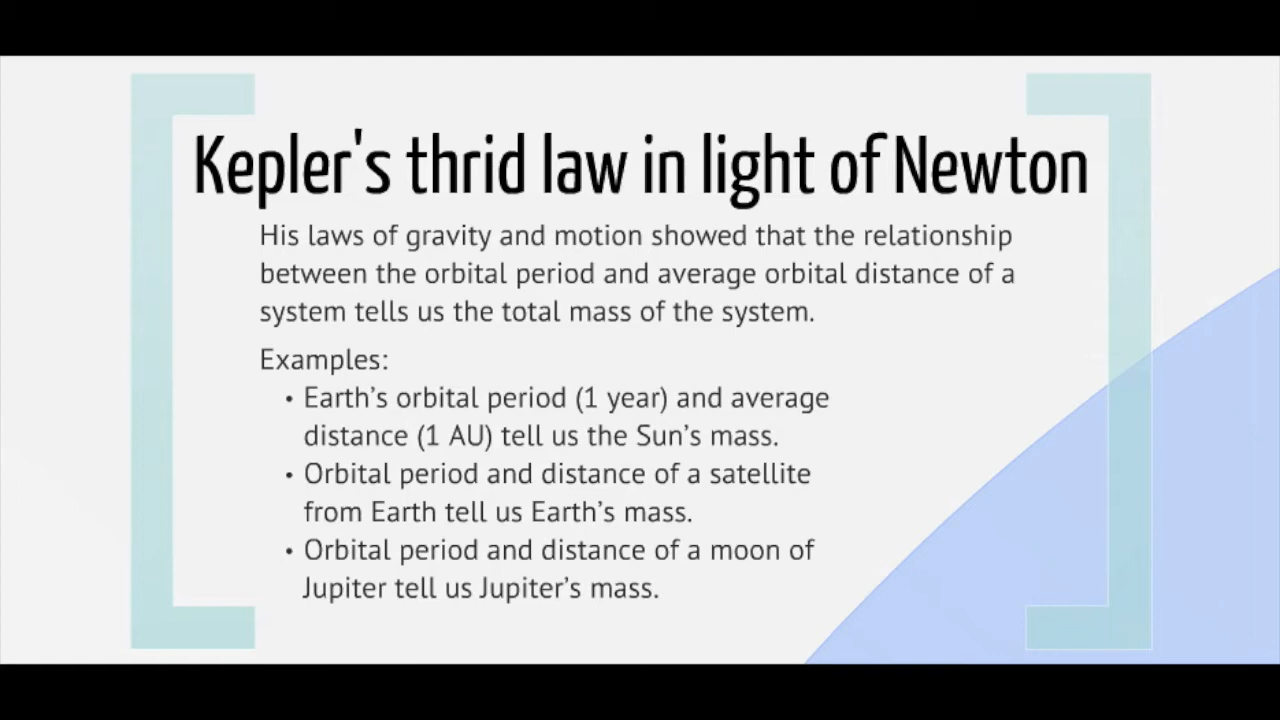 Kepler's thrid law in light of Newton
His laws of gravity and motion showed that the relationship
between the orbital period and average orbital distance of a
system tells us the total mass of the system.
Examples:
• Earth’s orbital period (1 year) and average
distance (1 AU) tell us the Sun’s mass.
• Orbital period and distance of a satellite
from Earth tell us Earth’s mass.
• Orbital period and distance of a moon of
Jupiter tell us Jupiter’s mass.